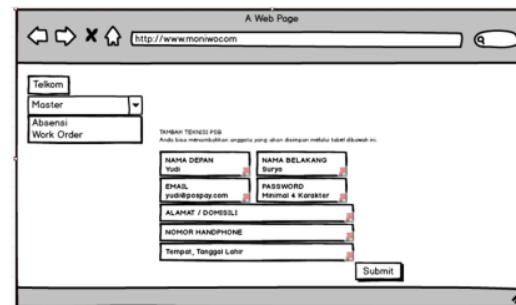 A Web Page
http://www.moniwo.com
Telkom
Master
Absensi
Work Order
TAMBAH TEKNISI PSB
Anda bisa menambahkan anggota yang akan disimpan melalui tabel dibawah ini.
NAMA DEPAN
Yudi
NAMA BELAKANG
Surya
EMAIL
yudi@pospay.com
PASSWORD
Minimal 4 Karakter
ALAMAT / DOMISILI
NOMOR HANDPHONE
Tempat, Tanggal Lahir
Submit